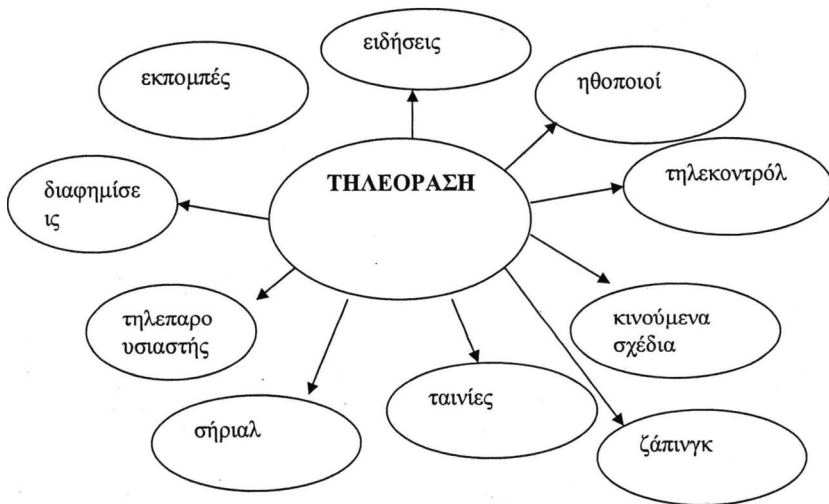 ειδήσεις
εκπομπές
ηθοποιοί
ΤΗΛΕΟΡΑΣΗ
τηλεκοντρόλ
διαφημίσε
ις
τηλεπαρο
υσιαστής
κινούμενα
σχέδια
ταινίες
σήριαλ
ζάπινγκ